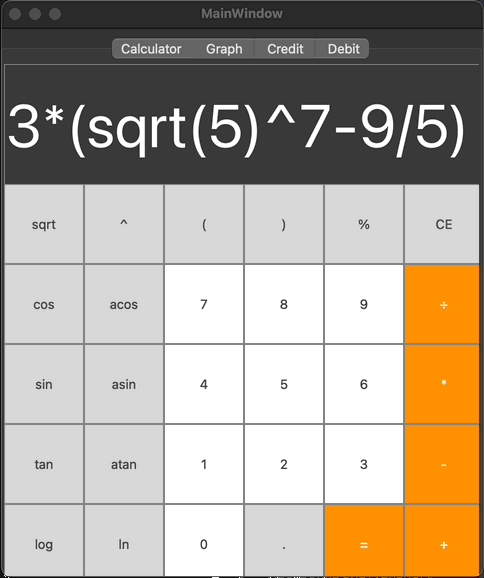 MainWindow
Calculator Graph Credit Debit
3*(sqrt(5)^7-9/5)
sqrt ^ ( ) % CE
cos acos 7 8 9 ÷
sin asin 4 5 6 *
tan atan 1 2 3 -
log ln 0 . = +